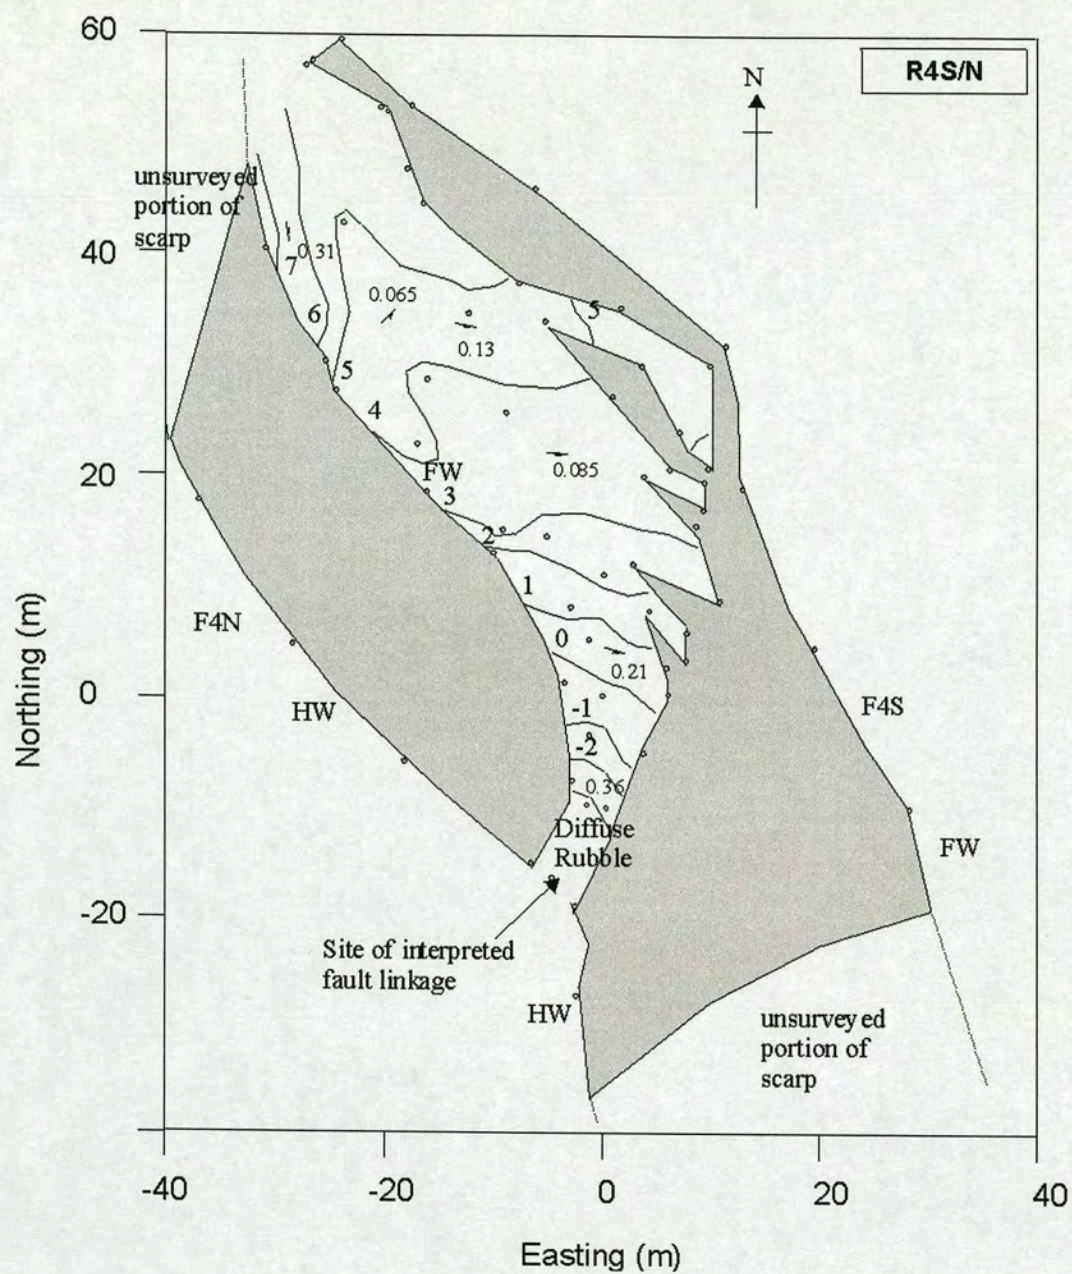 60
R4S/N
N
unsurveyed
portion of
scarp
40
0.31
7
0.065
6
5
0.13
5
4
0.085
20
FW
3
2
1
F4N
0
0.21
Northing (m)
0
HW
-1
F4S
-2
0.36
Diffuse
Rubble
FW
-20
Site of interpreted
fault linkage
HW
unsurveyed
portion of
scarp
-40
-20
0
20
40
Easting (m)